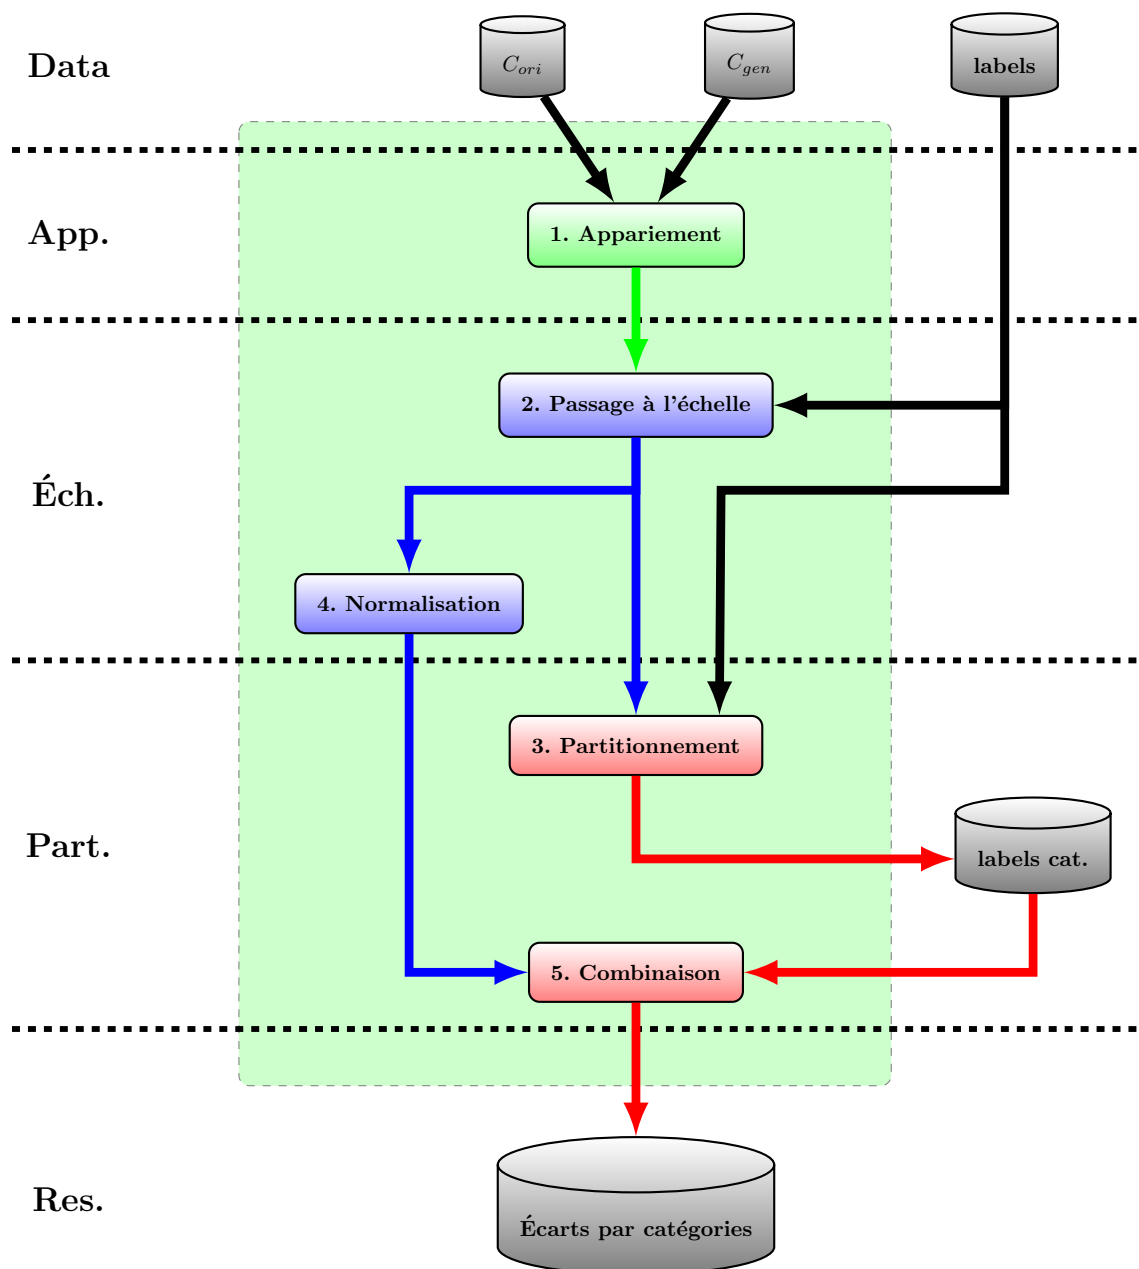 Data
C_ori
C_gen
labels
App.
1. Appariement
2. Passage à l'échelle
Éch.
4. Normalisation
3. Partitionnement
Part.
labels cat.
5. Combinaison
Res.
Écarts par catégories